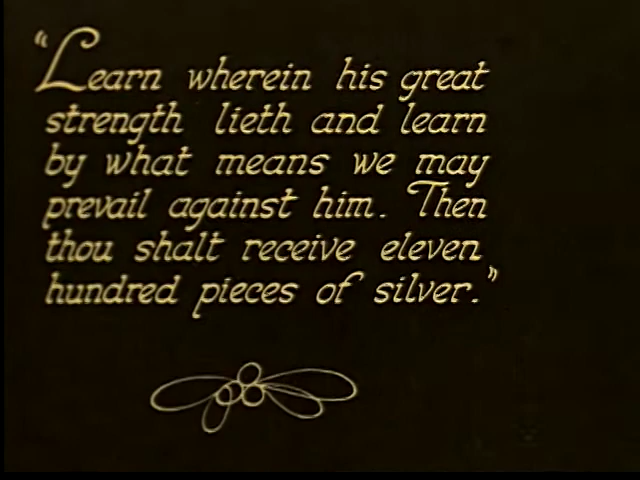 "Learn wherein his great
strength lieth and learn
by what means we may
prevail against him. Then
thou shalt receive eleven
hundred pieces of silver."